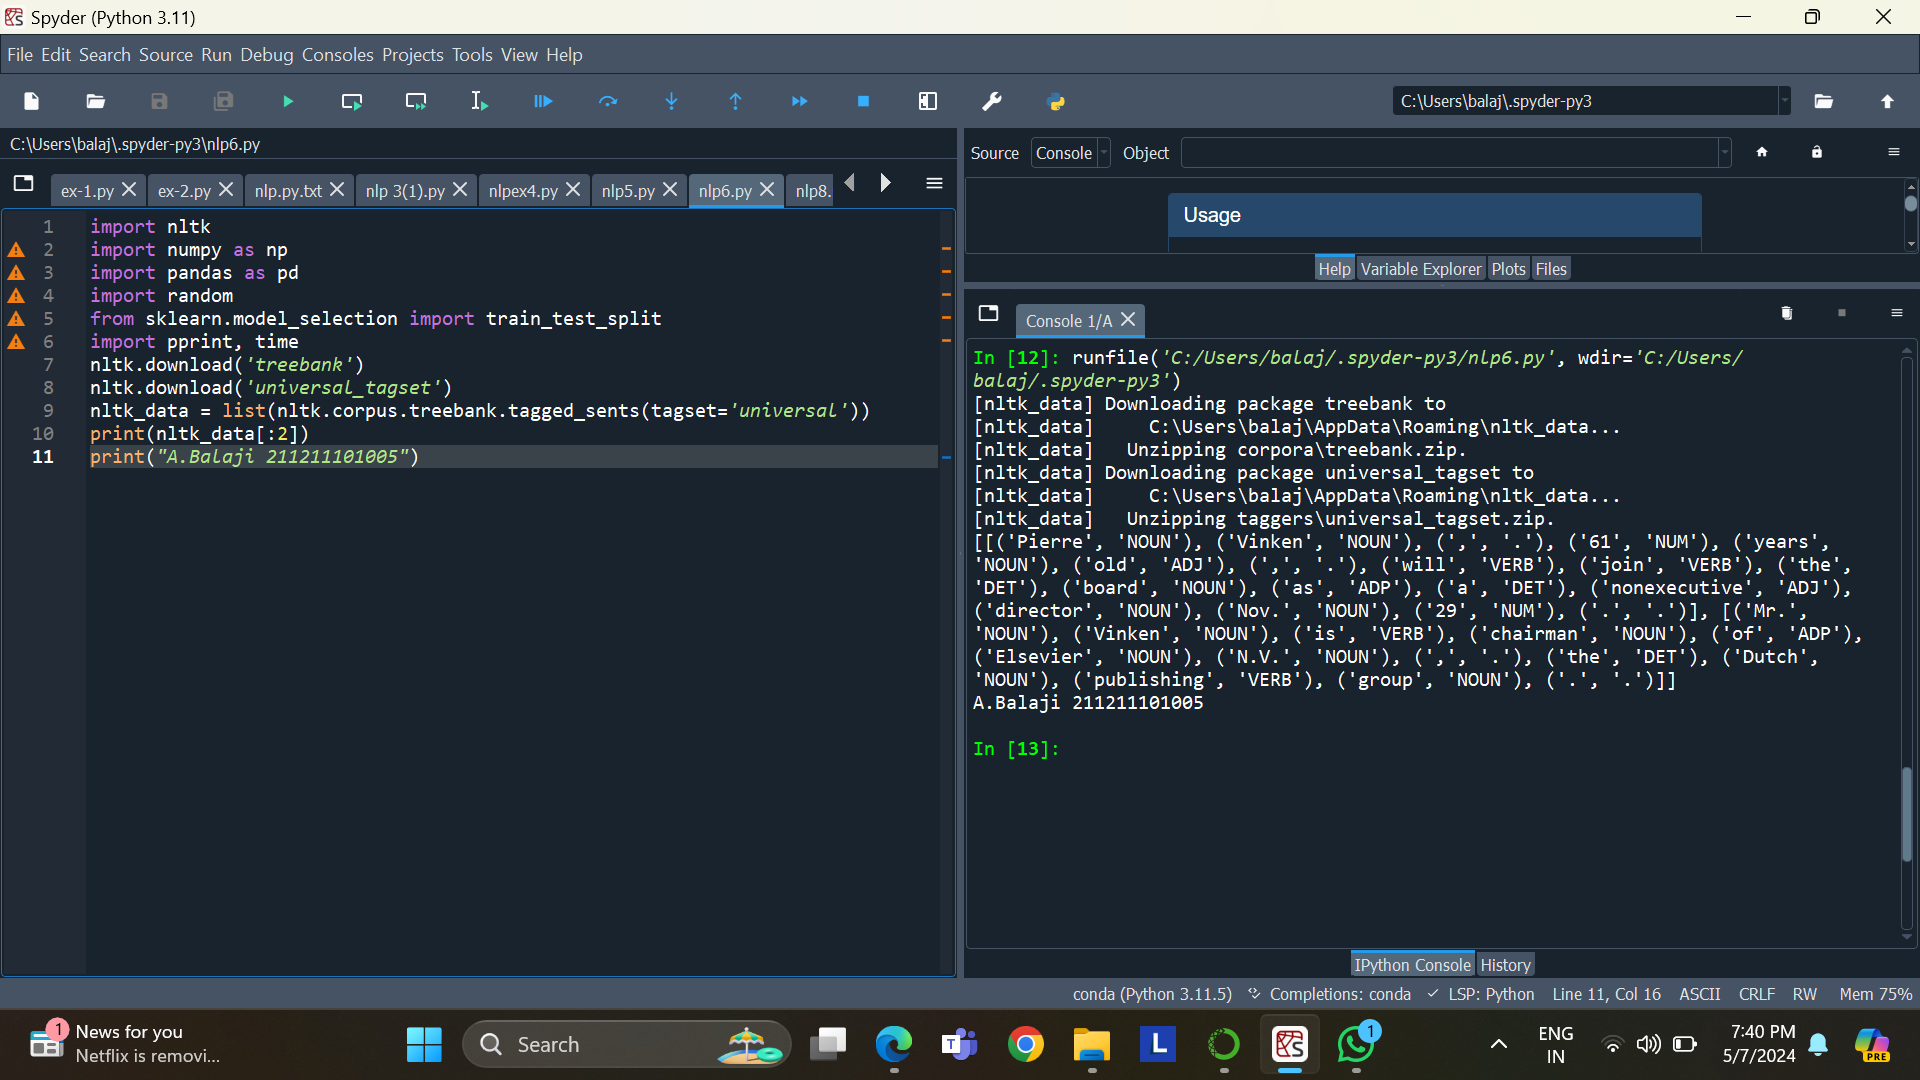 Spyder (Python 3.11)
File Edit Search Source Run Debug Consoles Projects Tools View Help
C:\Users\balaj\.spyder-py3
C:\Users\balaj\.spyder-py3\nlp6.py
ex-1.py ex-2.py nlp.py.txt nlp 3(1).py nlpex4.py nlp5.py nlp6.py nlp8.
1 import nltk
2 import numpy as np
3 import pandas as pd
4 import random
5 from sklearn.model_selection import train_test_split
6 import pprint, time
7 nltk.download('treebank')
8 nltk.download('universal_tagset')
9 nltk_data = list(nltk.corpus.treebank.tagged_sents(tagset='universal'))
10 print(nltk_data[:2])
11 print("A.Balaji 211211101005")
Source Console Object
Usage
Help Variable Explorer Plots Files
Console 1/A
In [12]: runfile('C:/Users/balaj/.spyder-py3/nlp6.py', wdir='C:/Users/
balaj/.spyder-py3')
[nltk_data] Downloading package treebank to
[nltk_data]     C:\Users\balaj\AppData\Roaming\nltk_data...
[nltk_data]   Unzipping corpora\treebank.zip.
[nltk_data] Downloading package universal_tagset to
[nltk_data]     C:\Users\balaj\AppData\Roaming\nltk_data...
[nltk_data]   Unzipping taggers\universal_tagset.zip.
[[('Pierre', 'NOUN'), ('Vinken', 'NOUN'), (',', '.'), ('61', 'NUM'), ('years',
'NOUN'), ('old', 'ADJ'), (',', '.'), ('will', 'VERB'), ('join', 'VERB'), ('the',
'DET'), ('board', 'NOUN'), ('as', 'ADP'), ('a', 'DET'), ('nonexecutive', 'ADJ'),
('director', 'NOUN'), ('Nov.', 'NOUN'), ('29', 'NUM'), ('.', '.')], [('Mr.',
'NOUN'), ('Vinken', 'NOUN'), ('is', 'VERB'), ('chairman', 'NOUN'), ('of', 'ADP'),
('Elsevier', 'NOUN'), ('N.V.', 'NOUN'), (',', '.'), ('the', 'DET'), ('Dutch',
'NOUN'), ('publishing', 'VERB'), ('group', 'NOUN'), ('.', '.')]]
A.Balaji 211211101005
In [13]:
IPython Console History
conda (Python 3.11.5) Completions: conda LSP: Python Line 11, Col 16 ASCII CRLF RW Mem 75%
1
News for you
Netflix is removi...
Search
T
L
1
ENG
IN
7:40 PM
5/7/2024
PRE